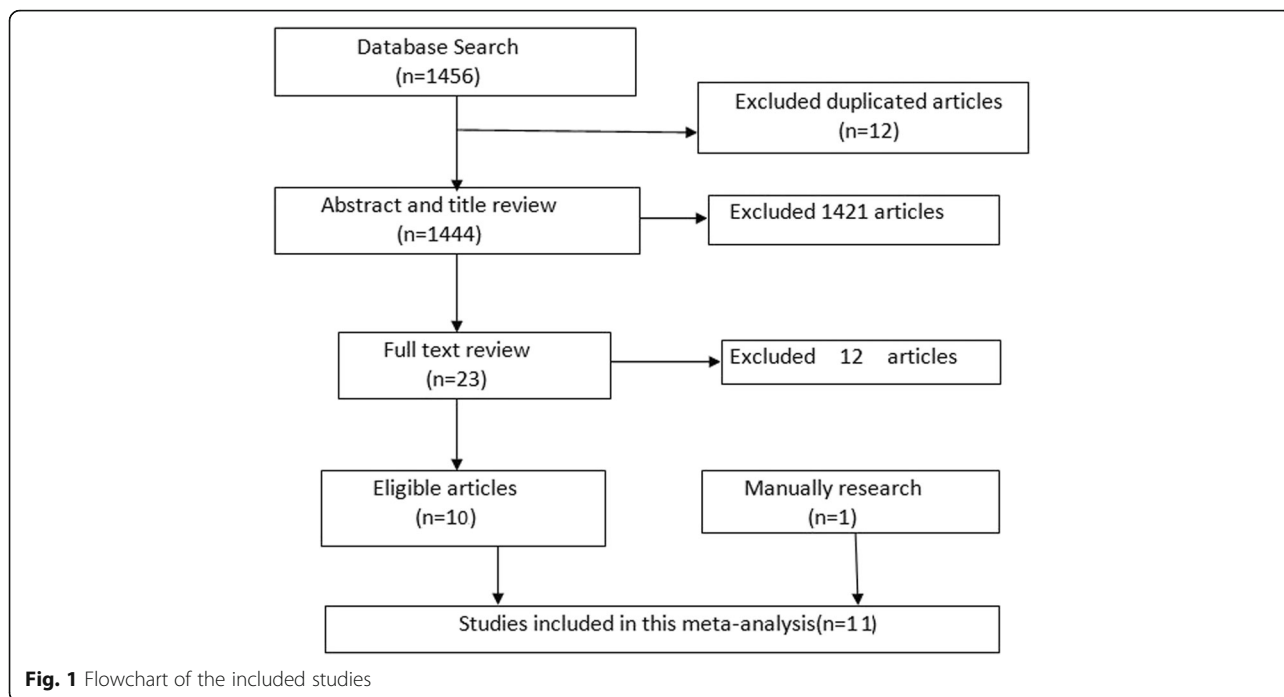 Database Search
(n=1456)
Excluded duplicated articles
(n=12)
Abstract and title review
(n=1444)
Excluded 1421 articles
Full text review
(n=23)
Excluded 12 articles
Eligible articles
(n=10)
Manually research
(n=1)
Studies included in this meta-analysis(n=11)
Fig. 1 Flowchart of the included studies